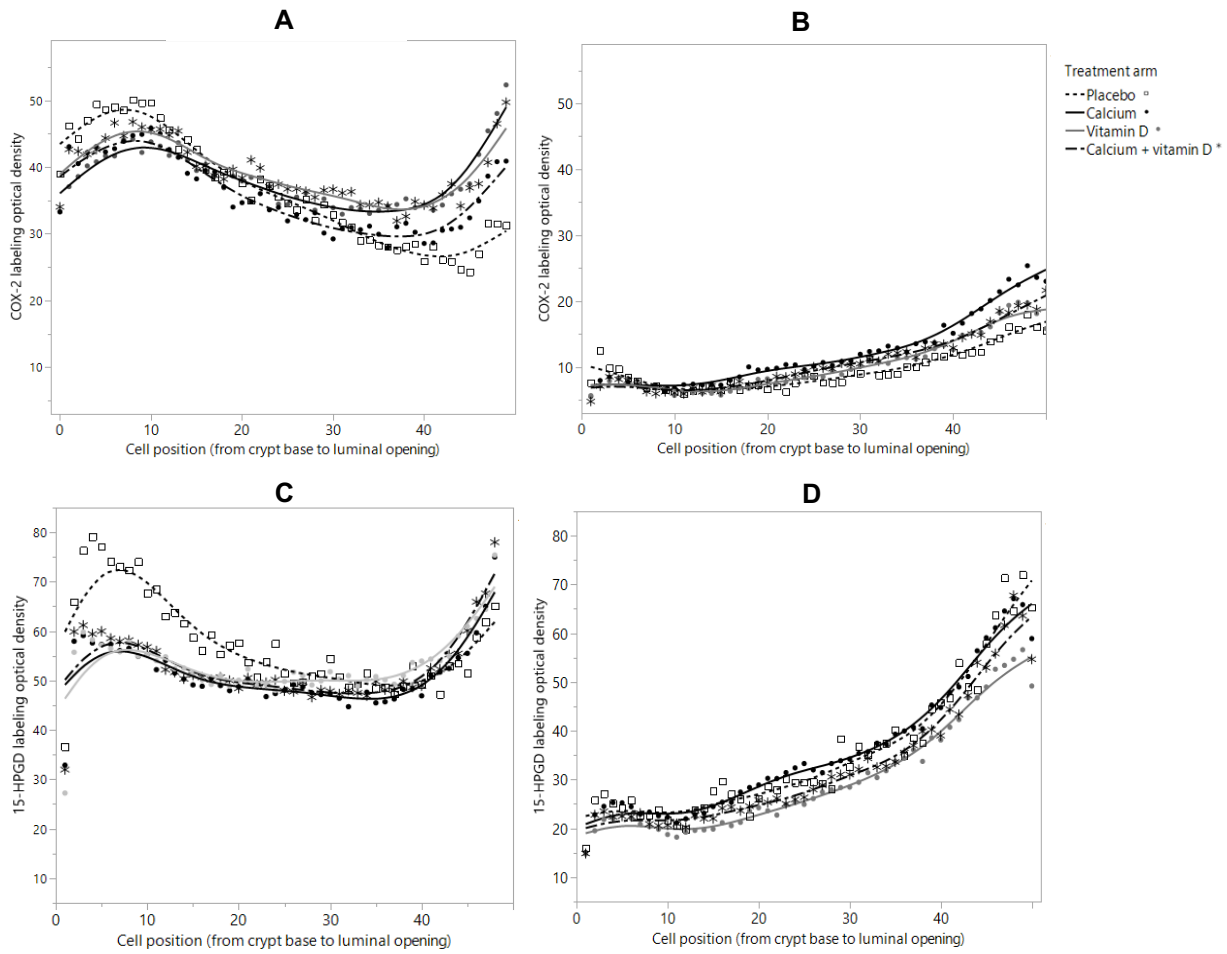 A
COX-2 labeling optical density
50
40
30
20
10
0
10
20
30
40
Cell position (from crypt base to luminal opening)
B
COX-2 labeling optical density
50
40
30
20
10
0
10
20
30
40
Cell position (from crypt base to luminal opening)
Treatment arm
Placebo
Calcium
Vitamin D
Calcium + vitamin D
C
15-HPGD labeling optical density
80
70
60
50
40
30
20
10
0
10
20
30
40
Cell position (from crypt base to luminal opening)
D
15-HPGD labeling optical density
80
70
60
50
40
30
20
10
0
10
20
30
40
Cell position (from crypt base to luminal opening)